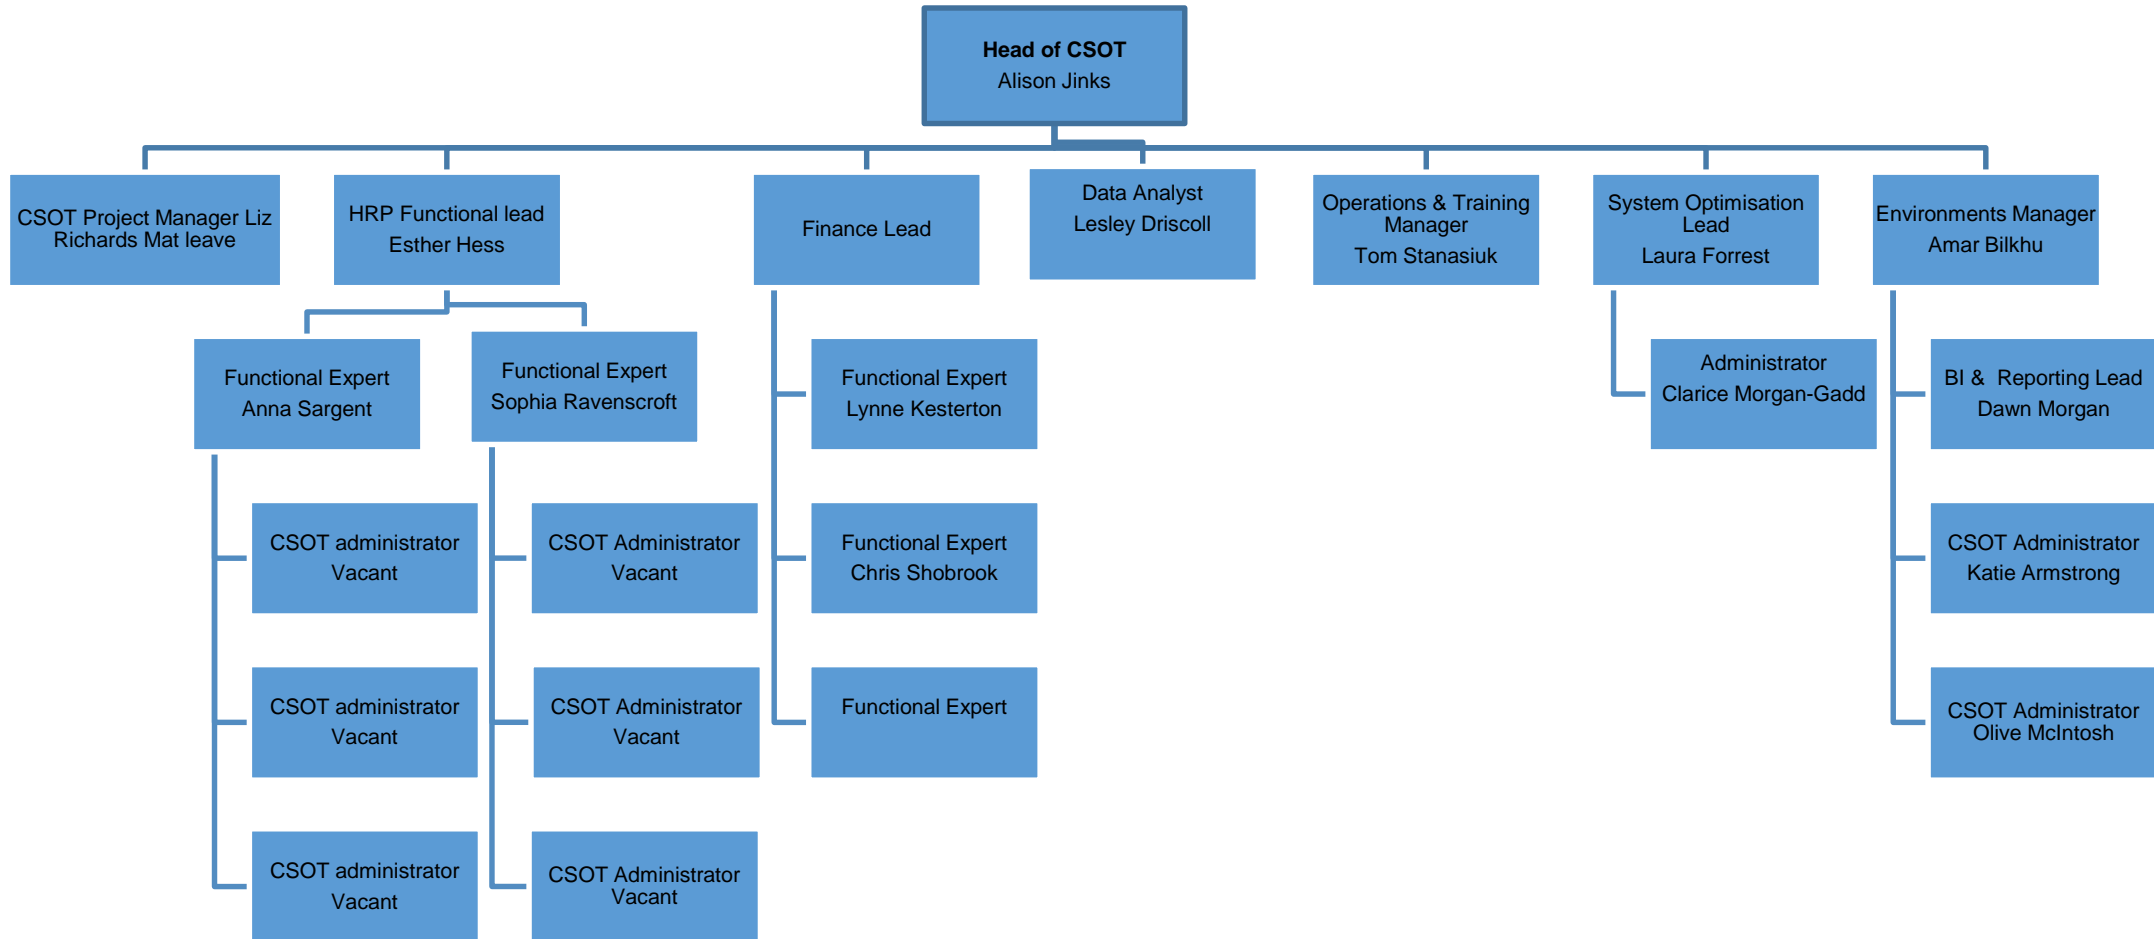 Head of CSOT
Alison Jinks
CSOT Project Manager Liz
Richards Mat leave
HRP Functional lead
Esther Hess
Finance Lead
Data Analyst
Lesley Driscoll
Operations & Training
Manager
Tom Stanasiuk
System Optimisation
Lead
Laura Forrest
Environments Manager
Amar Bilkhu
Functional Expert
Anna Sargent
Functional Expert
Sophia Ravenscroft
Functional Expert
Lynne Kesterton
Administrator
Clarice Morgan-Gadd
BI & Reporting Lead
Dawn Morgan
CSOT administrator
Vacant
CSOT Administrator
Vacant
Functional Expert
Chris Shobrook
CSOT Administrator
Katie Armstrong
CSOT administrator
Vacant
CSOT Administrator
Vacant
Functional Expert
CSOT Administrator
Olive McIntosh
CSOT administrator
Vacant
CSOT Administrator
Vacant